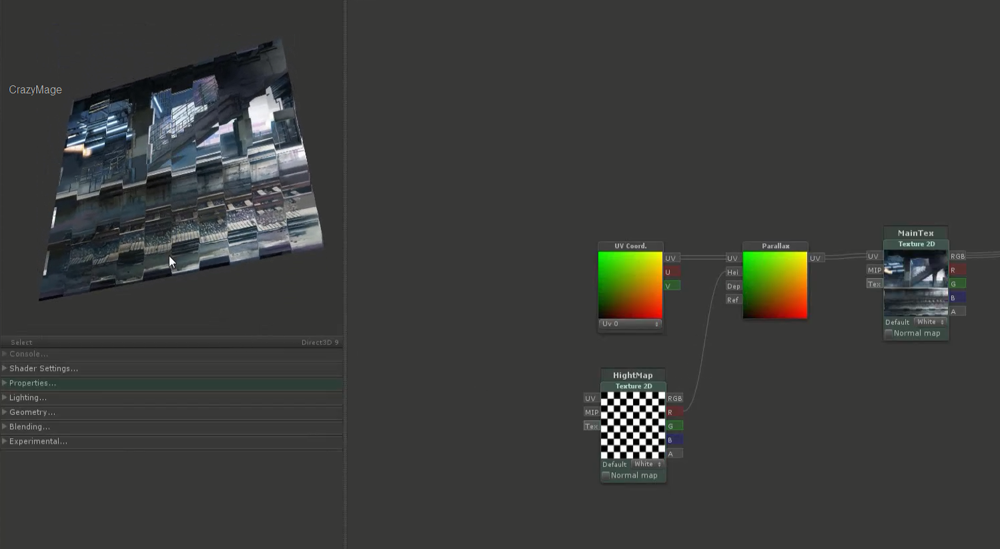 CrazyMage
Select Direct3D 9
Console...
Shader Settings...
Properties...
Lighting...
Geometry...
Blending...
Experimental...
UV Coord.
UV
U
V
Uv 0
Parallax
UV
Hei
Dep
Ref
UV
MainTex
Texture 2D
UV
MIP
Tex
RGB
R
G
B
A
Default White
Normal map
HightMap
Texture 2D
UV
MIP
Tex
RGB
R
G
B
A
Default White
Normal map